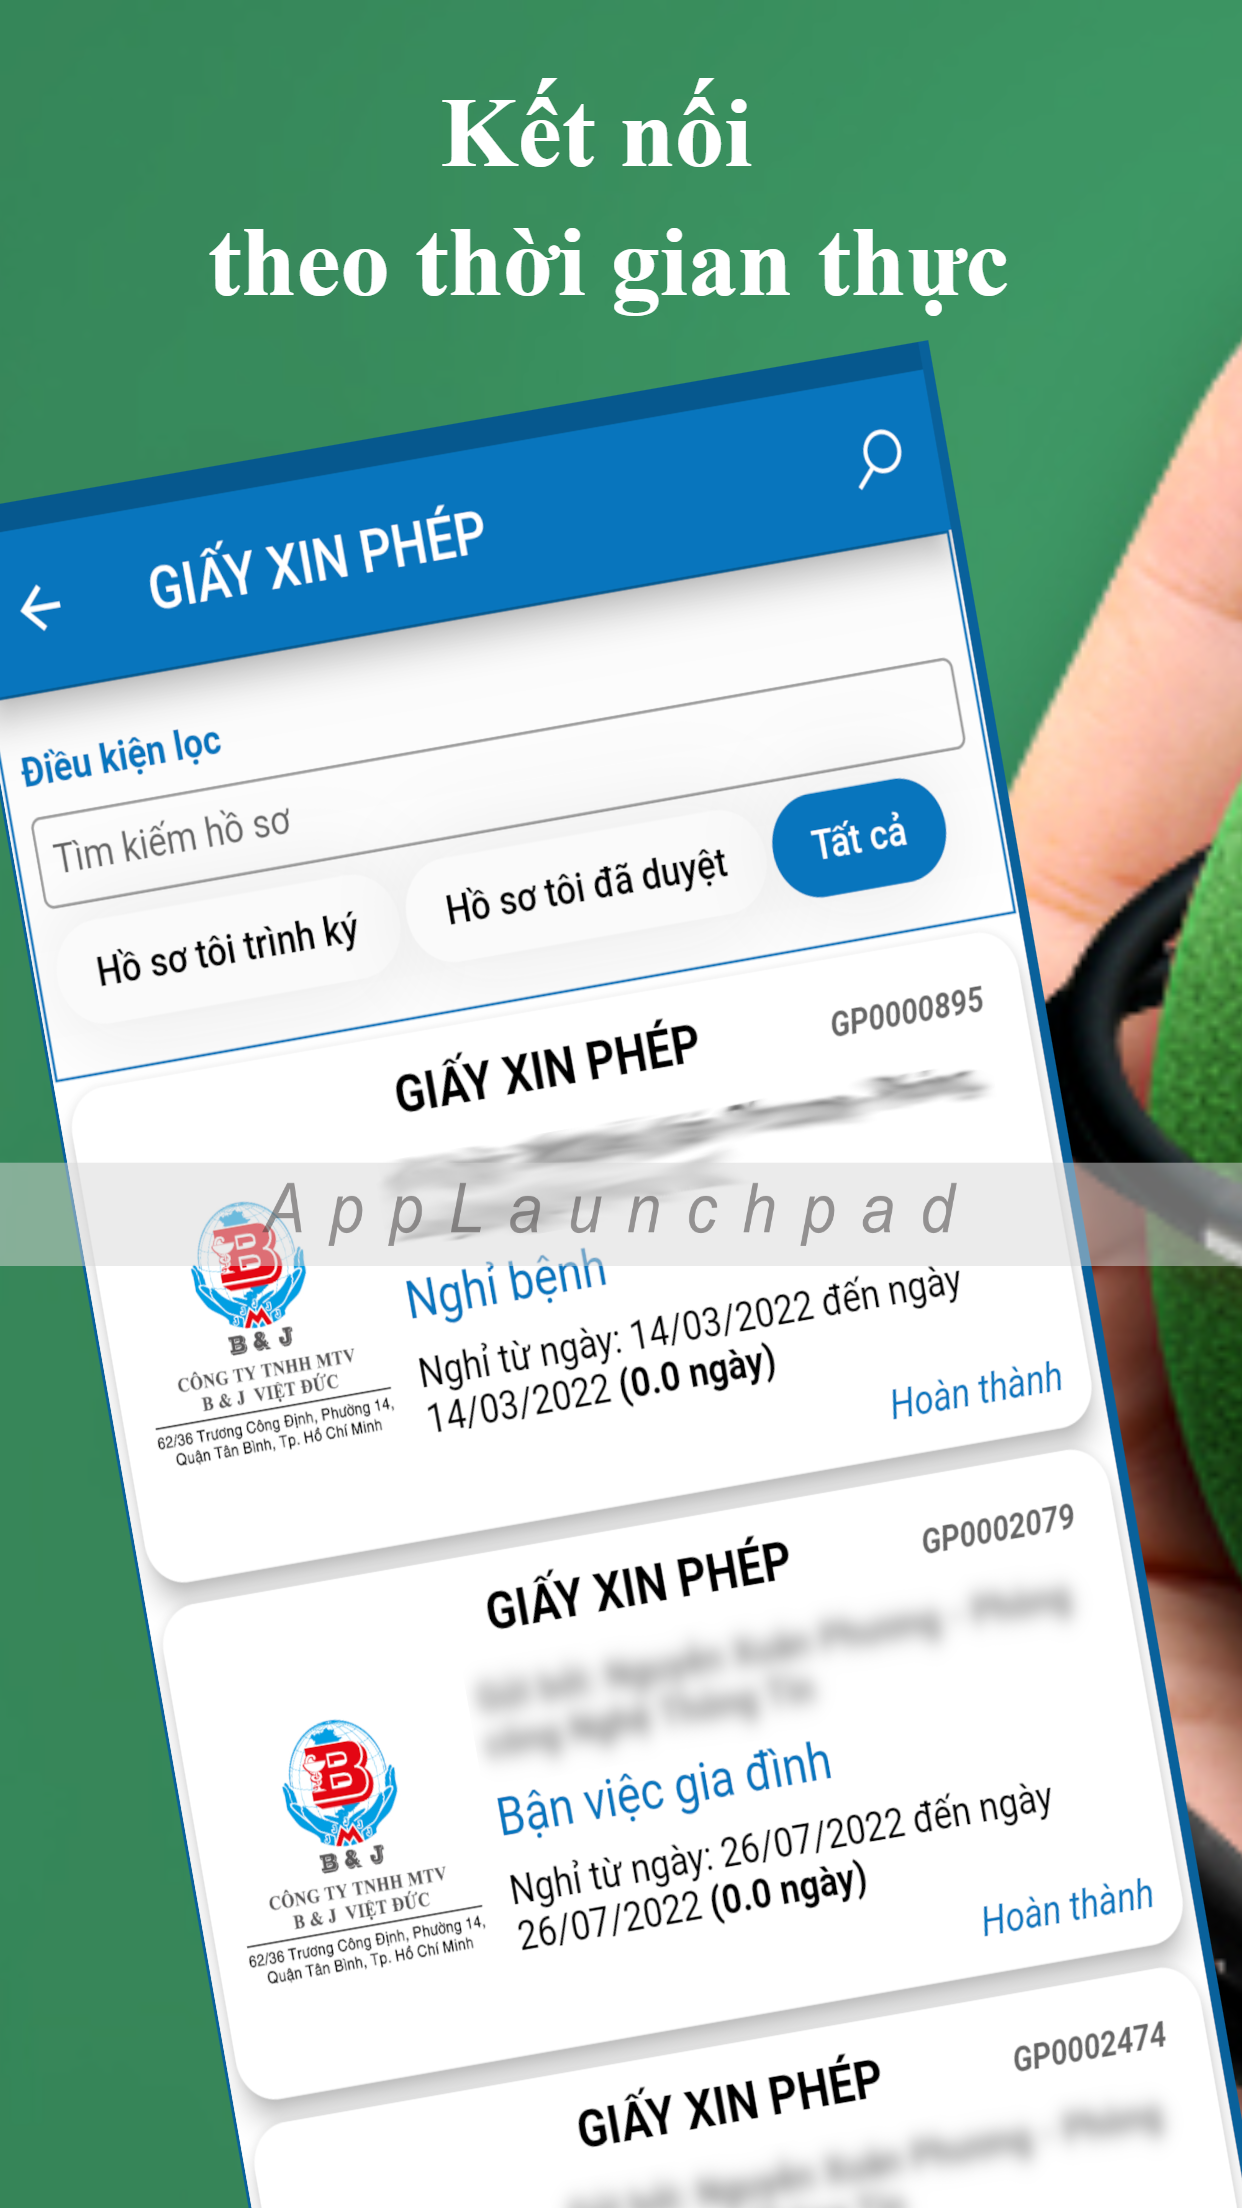 Kết nối
theo thời gian thực
GIẤY XIN PHÉP
Điều kiện lọc
Tìm kiếm hồ sơ
Hồ sơ tôi trình ký
Hồ sơ tôi đã duyệt
Tất cả
GIẤY XIN PHÉP
GP0000895
AppLaunchpad
B
B & J
CÔNG TY TNHH MTV
B & J VIỆT ĐỨC
62/36 Trương Công Định, Phường 14,
Quận Tân Bình, Tp. Hồ Chí Minh
Nghỉ bệnh
Nghỉ từ ngày: 14/03/2022 đến ngày
14/03/2022 (0.0 ngày)
Hoàn thành
GIẤY XIN PHÉP
GP0002079
B
B & J
CÔNG TY TNHH MTV
B & J VIỆT ĐỨC
62/36 Trương Công Định, Phường 14,
Quận Tân Bình, Tp. Hồ Chí Minh
Bận việc gia đình
Nghỉ từ ngày: 26/07/2022 đến ngày
26/07/2022 (0.0 ngày)
Hoàn thành
GIẤY XIN PHÉP
GP0002474